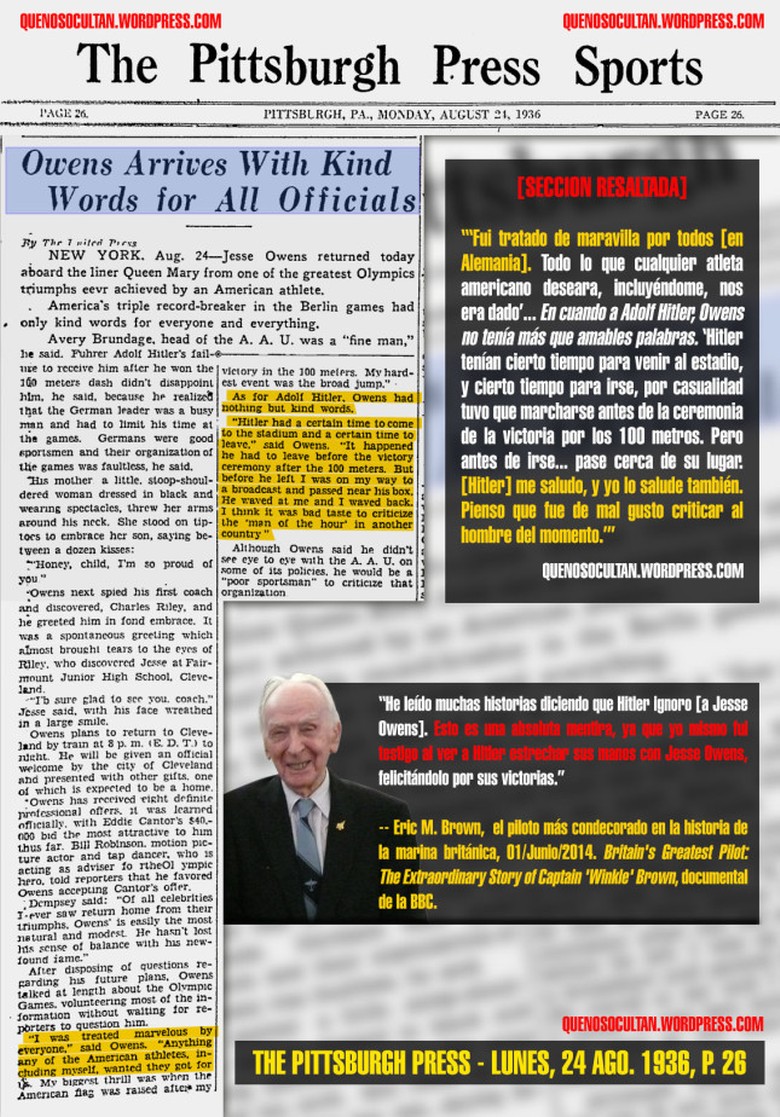 QUENOSOCULTAN.WORDPRESS.COM
QUENOSOCULTAN.WORDPRESS.COM
The Pittsburgh Press Sports
PAGE 26.
PITTSBURGH, PA., MONDAY, AUGUST 24, 1936
PAGE 26.
Owens Arrives With Kind
Words for All Officials
By The United Press
NEW YORK, Aug. 24—Jesse Owens returned today
aboard the liner Queen Mary from one of the greatest Olympics
triumphs eevr achieved by an American athlete.
America's triple record-breaker in the Berlin games had
only kind words for everyone and everything.
Avery Brundage, head of the A. A. U. was a "fine man,"
he said. Fuhrer Adolf Hitler's fail-
ure to receive him after he won the
100 meters dash didn't disappoint
him, he said, because he realized
that the German leader was a busy
man and had to limit his time at
the games. Germans were good
sportsmen and their organization of
the games was faultless, he said.
"His mother a little, stoop-shoul-
dered woman dressed in black and
wearing spectacles, threw her arms
around his neck. She stood on tip-
toes to embrace her son, saying be-
tween a dozen kisses:
"Honey, child, I'm so proud of
you."
"Owens next spied his first coach
and discovered, Charles Riley, and
he greeted him in fond embrace. It
was a spontaneous greeting which
almost brought tears to the eyes of
Riley, who discovered Jesse at Fair-
mount Junior High School, Cleve-
land.
"I'b sure glad to see you, coach."
Jesse said, with his face wreathed
in a large smile.
Owens plans to return to Cleve-
land by train at 8 p. m. (E. D. T.) to
night. He will be given an official
welcome by the city of Cleveland
and presented with other gifts, one
of which is expected to be a home.
"Owens has received eight definite
professional offers, it was learned
officially, with Eddie Cantor's $40,-
000 bid the most attractive to him
thus far. Bill Robinson, motion pic-
ture actor and tap dancer, who is
acting as adviser fo rtheOl ympic
hero, told reporters that he favored
Owens accepting Cantor's offer.
Dempsey said: "Of all celebrities
I ever saw return home from their
triumphs, Owens' is easily the most
natural and modest. He hasn't lost
his sense of balance with his new-
found fame."
After disposing of questions re-
garding his future plans, Owens
talked at length about the Olympic
Games, volunteering most of the in-
formation without waiting for re-
porters to question him.
"I was treated marvelous by
everyone," said Owens. "Anything
any of the American athletes, in-
cluding myself, wanted they got for
us. My biggest thrill was when the
American flag was raised after my
victory in the 100 meters. My hard-
est event was the broad jump."
As for Adolf Hitler, Owens had
nothing but kind words.
"Hitler had a certain time to come
to the stadium and a certain time to
leave," said Owens. "It happened
he had to leave before the victory
ceremony after the 100 meters. But
before he left I was on my way to
a broadcast and passed near his box.
He waved at me and I waved back.
I think it was bad taste to criticize
the 'man of the hour' in another
country"
Although Owens said he didn't
see eye to eye with the A. A. U. on
some of its policies, he would be a
"poor sportsman" to criticize that
organization
[SECCION RESALTADA]
"'Fui tratado de maravilla por todos [en
Alemania]. Todo lo que cualquier atleta
americano deseara, incluyéndome, nos
era dado'... En cuando a Adolf Hitler, Owens
no tenía más que amables palabras. 'Hitler
tenían cierto tiempo para venir al estadio,
y cierto tiempo para irse, por casualidad
tuvo que marcharse antes de la ceremonia
de la victoria por los 100 metros. Pero
antes de irse... pase cerca de su lugar.
[Hitler] me saludo, y yo lo salude también.
Pienso que fue de mal gusto criticar al
hombre del momento.'"
QUENOSOCULTAN.WORDPRESS.COM
"He leído muchas historias diciendo que Hitler Ignoro [a Jesse
Owens]. Esto es una absoluta mentira, ya que yo mismo fui
testigo al ver a Hitler estrechar sus manos con Jesse Owens,
felicitándolo por sus victorias."
-- Eric M. Brown, el piloto más condecorado en la historia de
la marina británica, 01/Junio/2014. Britain's Greatest Pilot:
The Extraordinary Story of Captain 'Winkle' Brown, documental
de la BBC.
QUENOSOCULTAN.WORDPRESS.COM
THE PITTSBURGH PRESS - LUNES, 24 AGO. 1936, P. 26